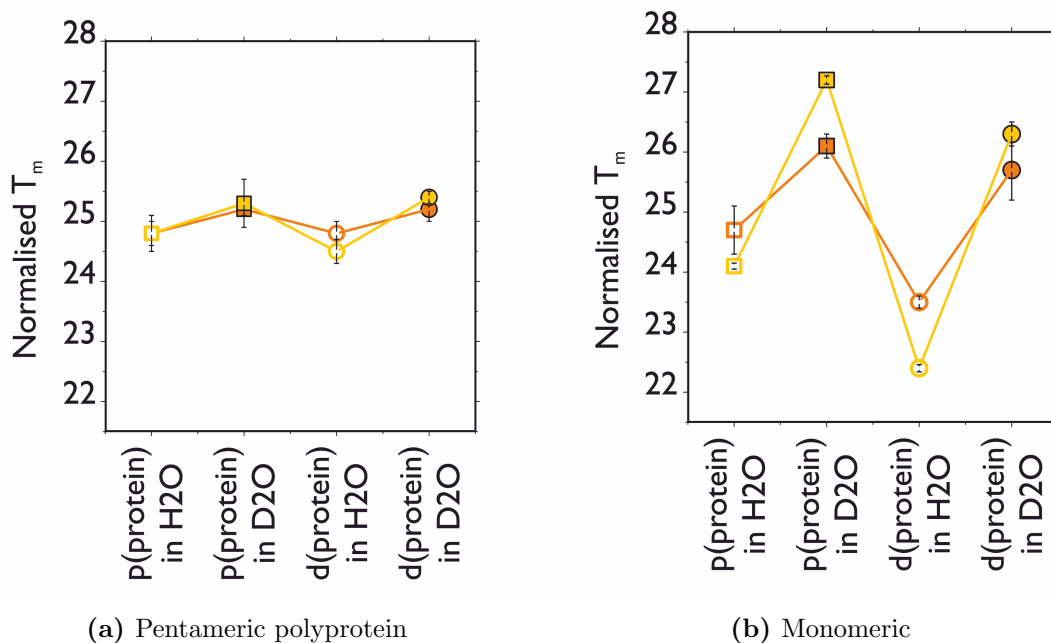 28
27
26
25
24
23
22
Normalised Tm
p(protein)
in H2O
p(protein)
in D2O
d(protein)
in H2O
d(protein)
in D2O
(a) Pentameric polyprotein
28
27
26
25
24
23
22
Normalised Tm
p(protein)
in H2O
p(protein)
in D2O
d(protein)
in H2O
d(protein)
in D2O
(b) Monomeric